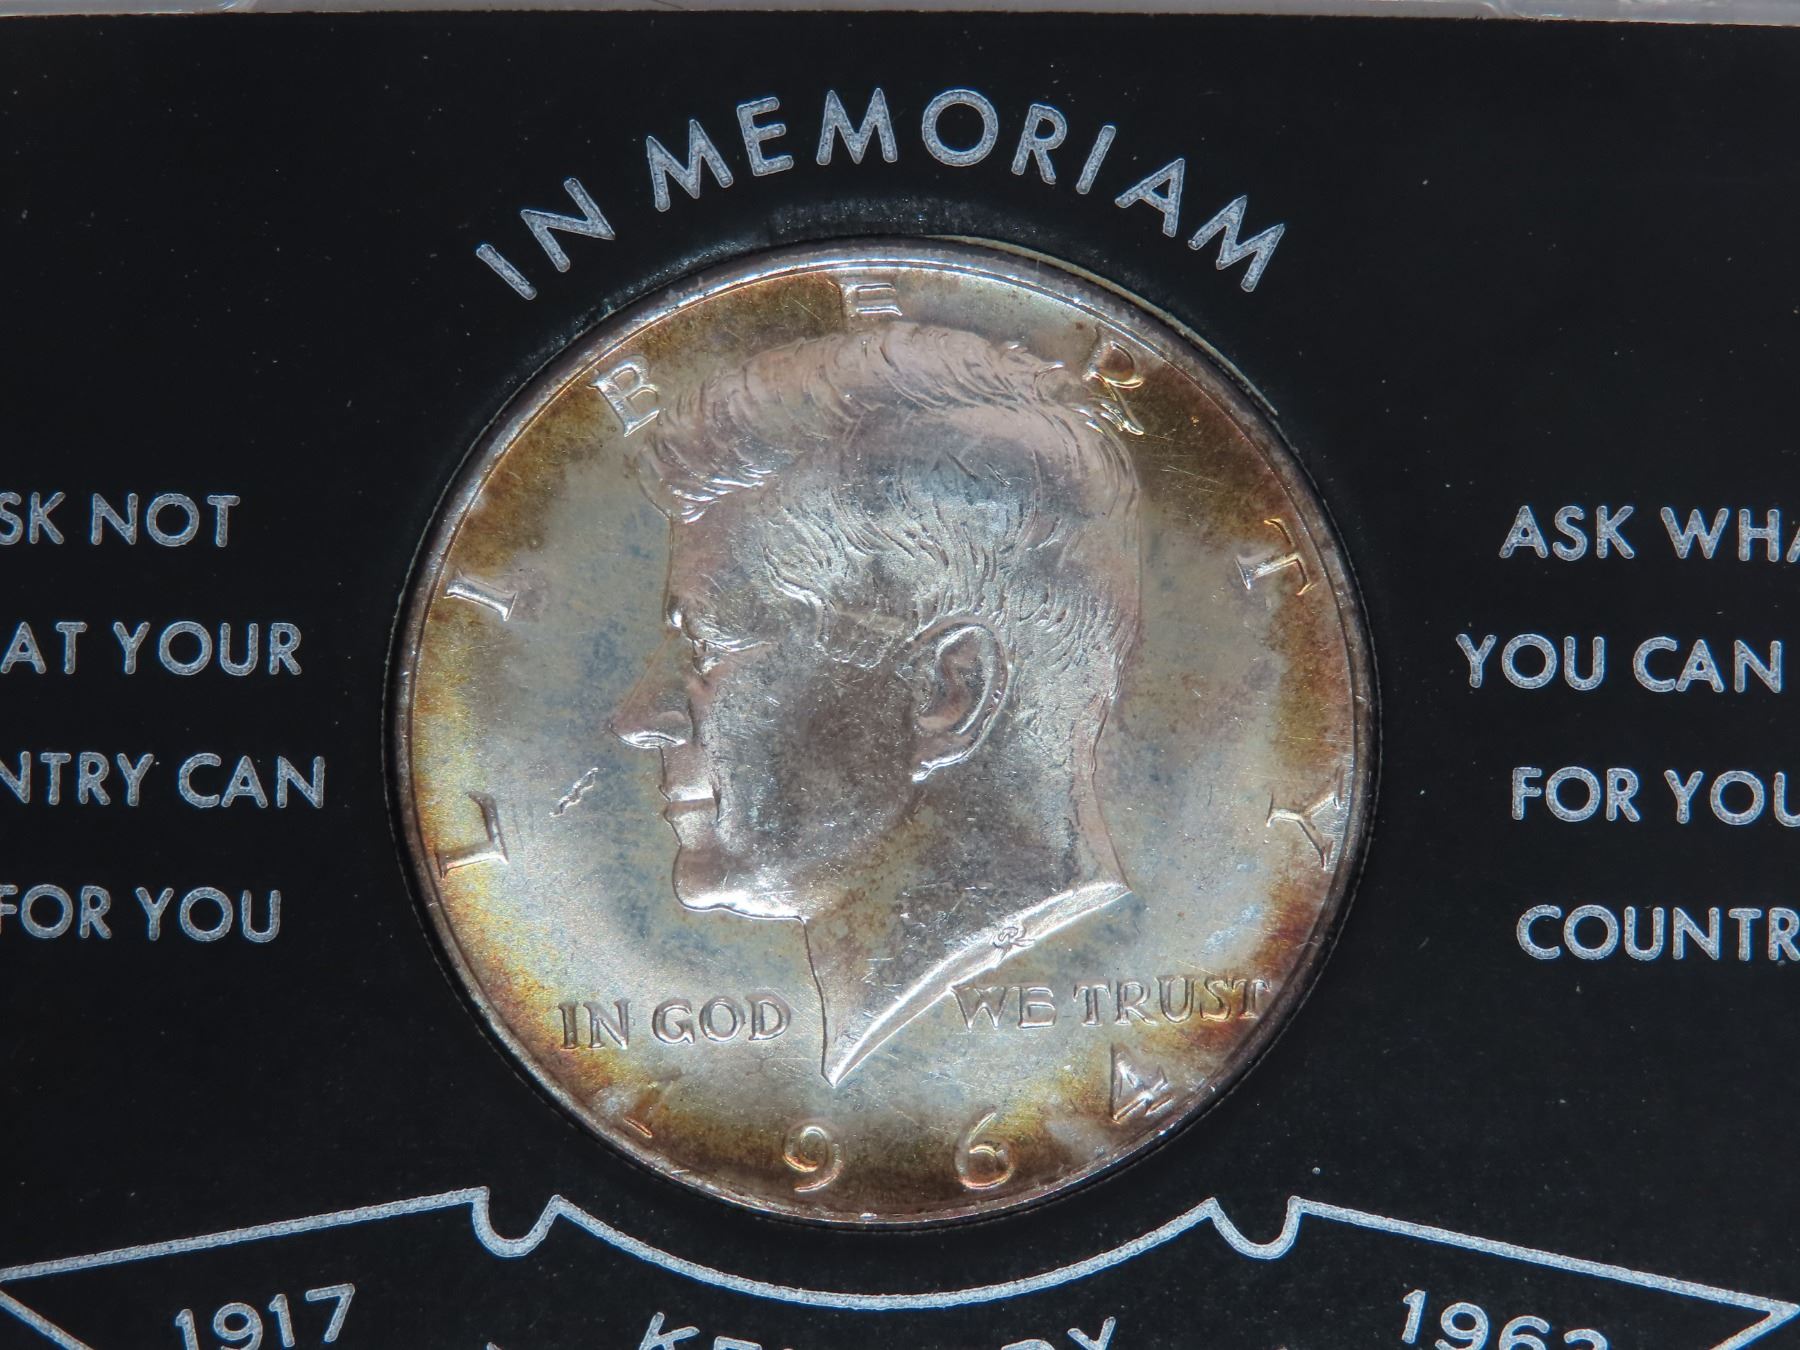 IN MEMORIAM
LIBERTY
SK NOT
AT YOUR
NTRY CAN
FOR YOU
ASK WHA
YOU CAN
FOR YOU
COUNTR
IN GOD WE TRUST
1964
1917
1963